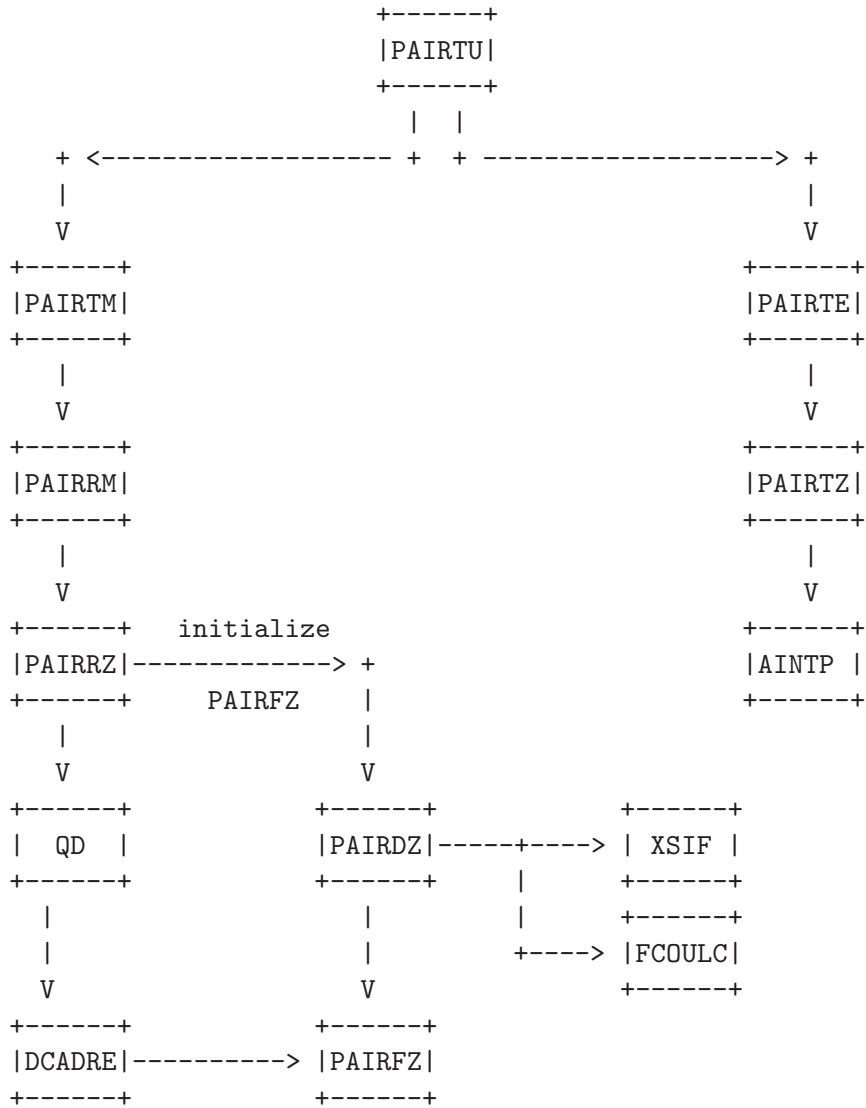 PAIRTU
PAIRTM PAIRTE
PAIRRM PAIRTZ
initialize
PAIRRZ AINTP
PAIRFZ
QD PAIRDZ XSIF
FCOULC
DCADRE PAIRFZ